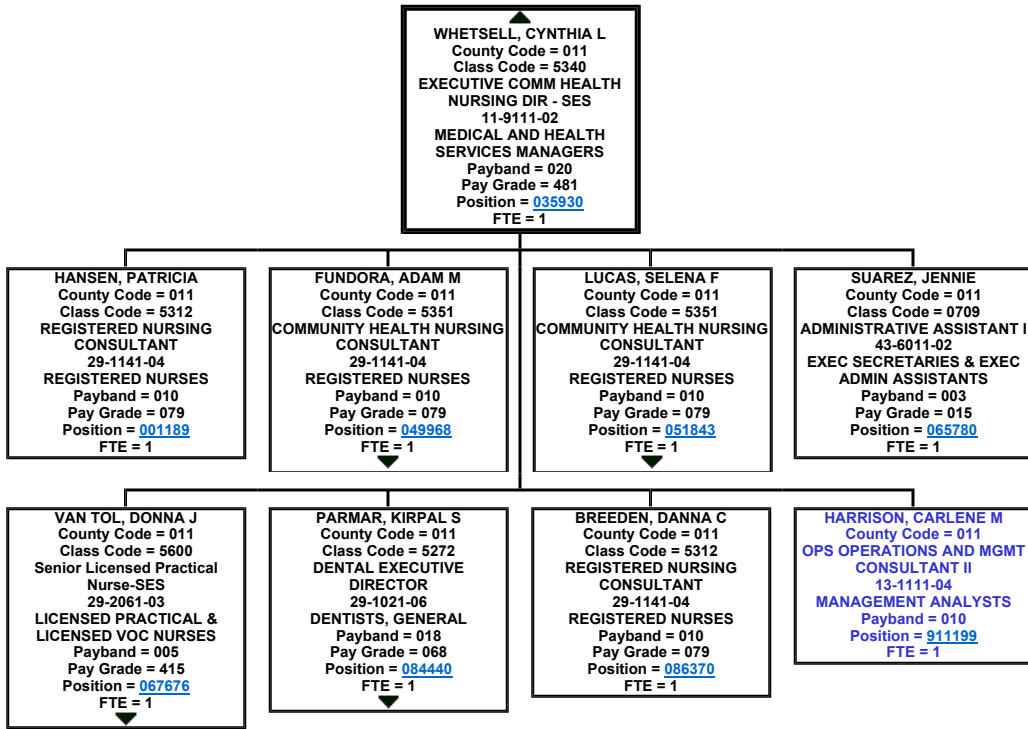 WHETSELL, CYNTHIA L
County Code = 011
Class Code = 5340
EXECUTIVE COMM HEALTH
NURSING DIR - SES
11-9111-02
MEDICAL AND HEALTH
SERVICES MANAGERS
Payband = 020
Pay Grade = 481
Position = 035930
FTE = 1
HANSEN, PATRICIA
County Code = 011
Class Code = 5312
REGISTERED NURSING
CONSULTANT
29-1141-04
REGISTERED NURSES
Payband = 010
Pay Grade = 079
Position = 001189
FTE = 1
FUNDORA, ADAM M
County Code = 011
Class Code = 5351
COMMUNITY HEALTH NURSING
CONSULTANT
29-1141-04
REGISTERED NURSES
Payband = 010
Pay Grade = 079
Position = 049968
FTE = 1
LUCAS, SELENA F
County Code = 011
Class Code = 5351
COMMUNITY HEALTH NURSING
CONSULTANT
29-1141-04
REGISTERED NURSES
Payband = 010
Pay Grade = 079
Position = 051843
FTE = 1
SUAREZ, JENNIE
County Code = 011
Class Code = 0709
ADMINISTRATIVE ASSISTANT I
43-6011-02
EXEC SECRETARIES & EXEC
ADMIN ASSISTANTS
Payband = 003
Pay Grade = 015
Position = 065780
FTE = 1
VAN TOL, DONNA J
County Code = 011
Class Code = 5600
Senior Licensed Practical
Nurse-SES
29-2061-03
LICENSED PRACTICAL &
LICENSED VOC NURSES
Payband = 005
Pay Grade = 415
Position = 067676
FTE = 1
PARMAR, KIRPAL S
County Code = 011
Class Code = 5272
DENTAL EXECUTIVE
DIRECTOR
29-1021-06
DENTISTS, GENERAL
Payband = 018
Pay Grade = 068
Position = 084440
FTE = 1
BREEDEN, DANNA C
County Code = 011
Class Code = 5312
REGISTERED NURSING
CONSULTANT
29-1141-04
REGISTERED NURSES
Payband = 010
Pay Grade = 079
Position = 086370
FTE = 1
HARRISON, CARLENE M
County Code = 011
OPS OPERATIONS AND MGMT
CONSULTANT II
13-1111-04
MANAGEMENT ANALYSTS
Payband = 010
Position = 911199
FTE = 1